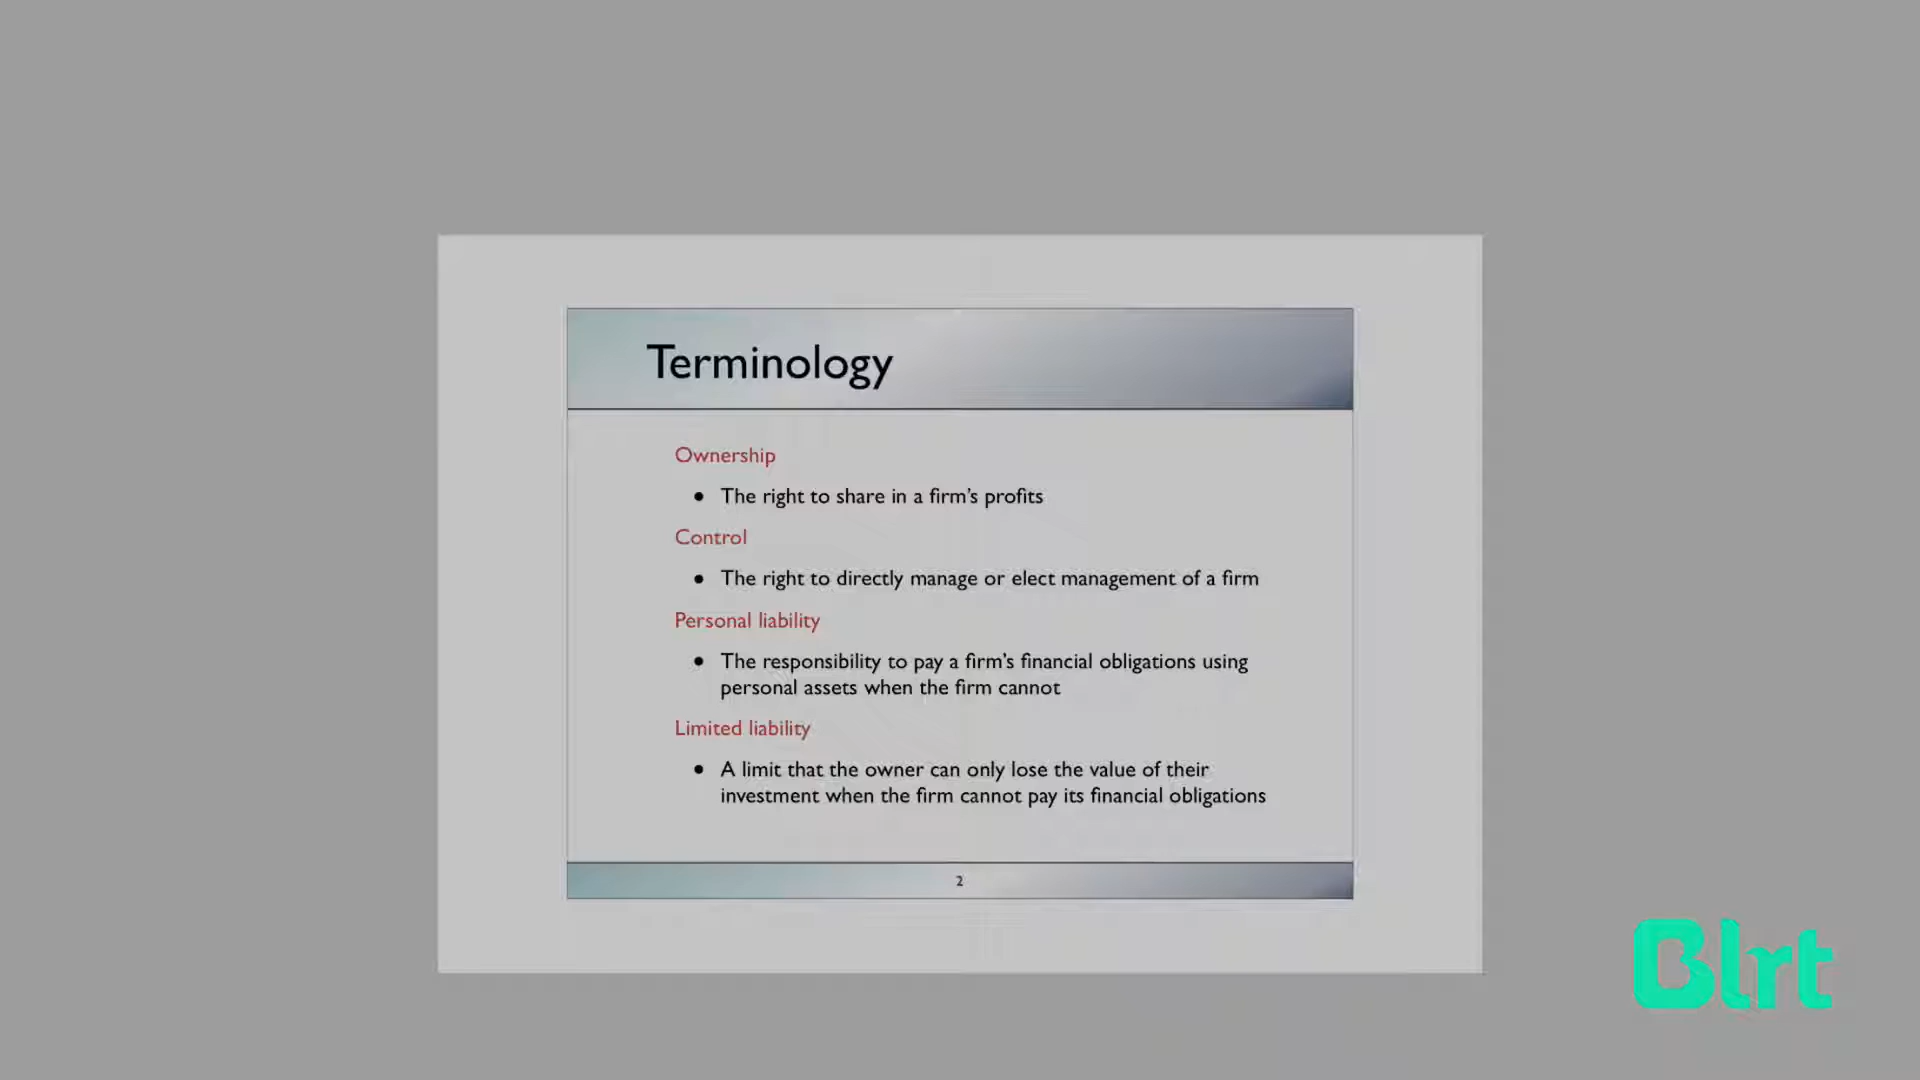 Terminology
Ownership
• The right to share in a firm’s profits
Control
• The right to directly manage or elect management of a firm
Personal liability
• The responsibility to pay a firm’s financial obligations using
personal assets when the firm cannot
Limited liability
• A limit that the owner can only lose the value of their
investment when the firm cannot pay its financial obligations
2
Blrt